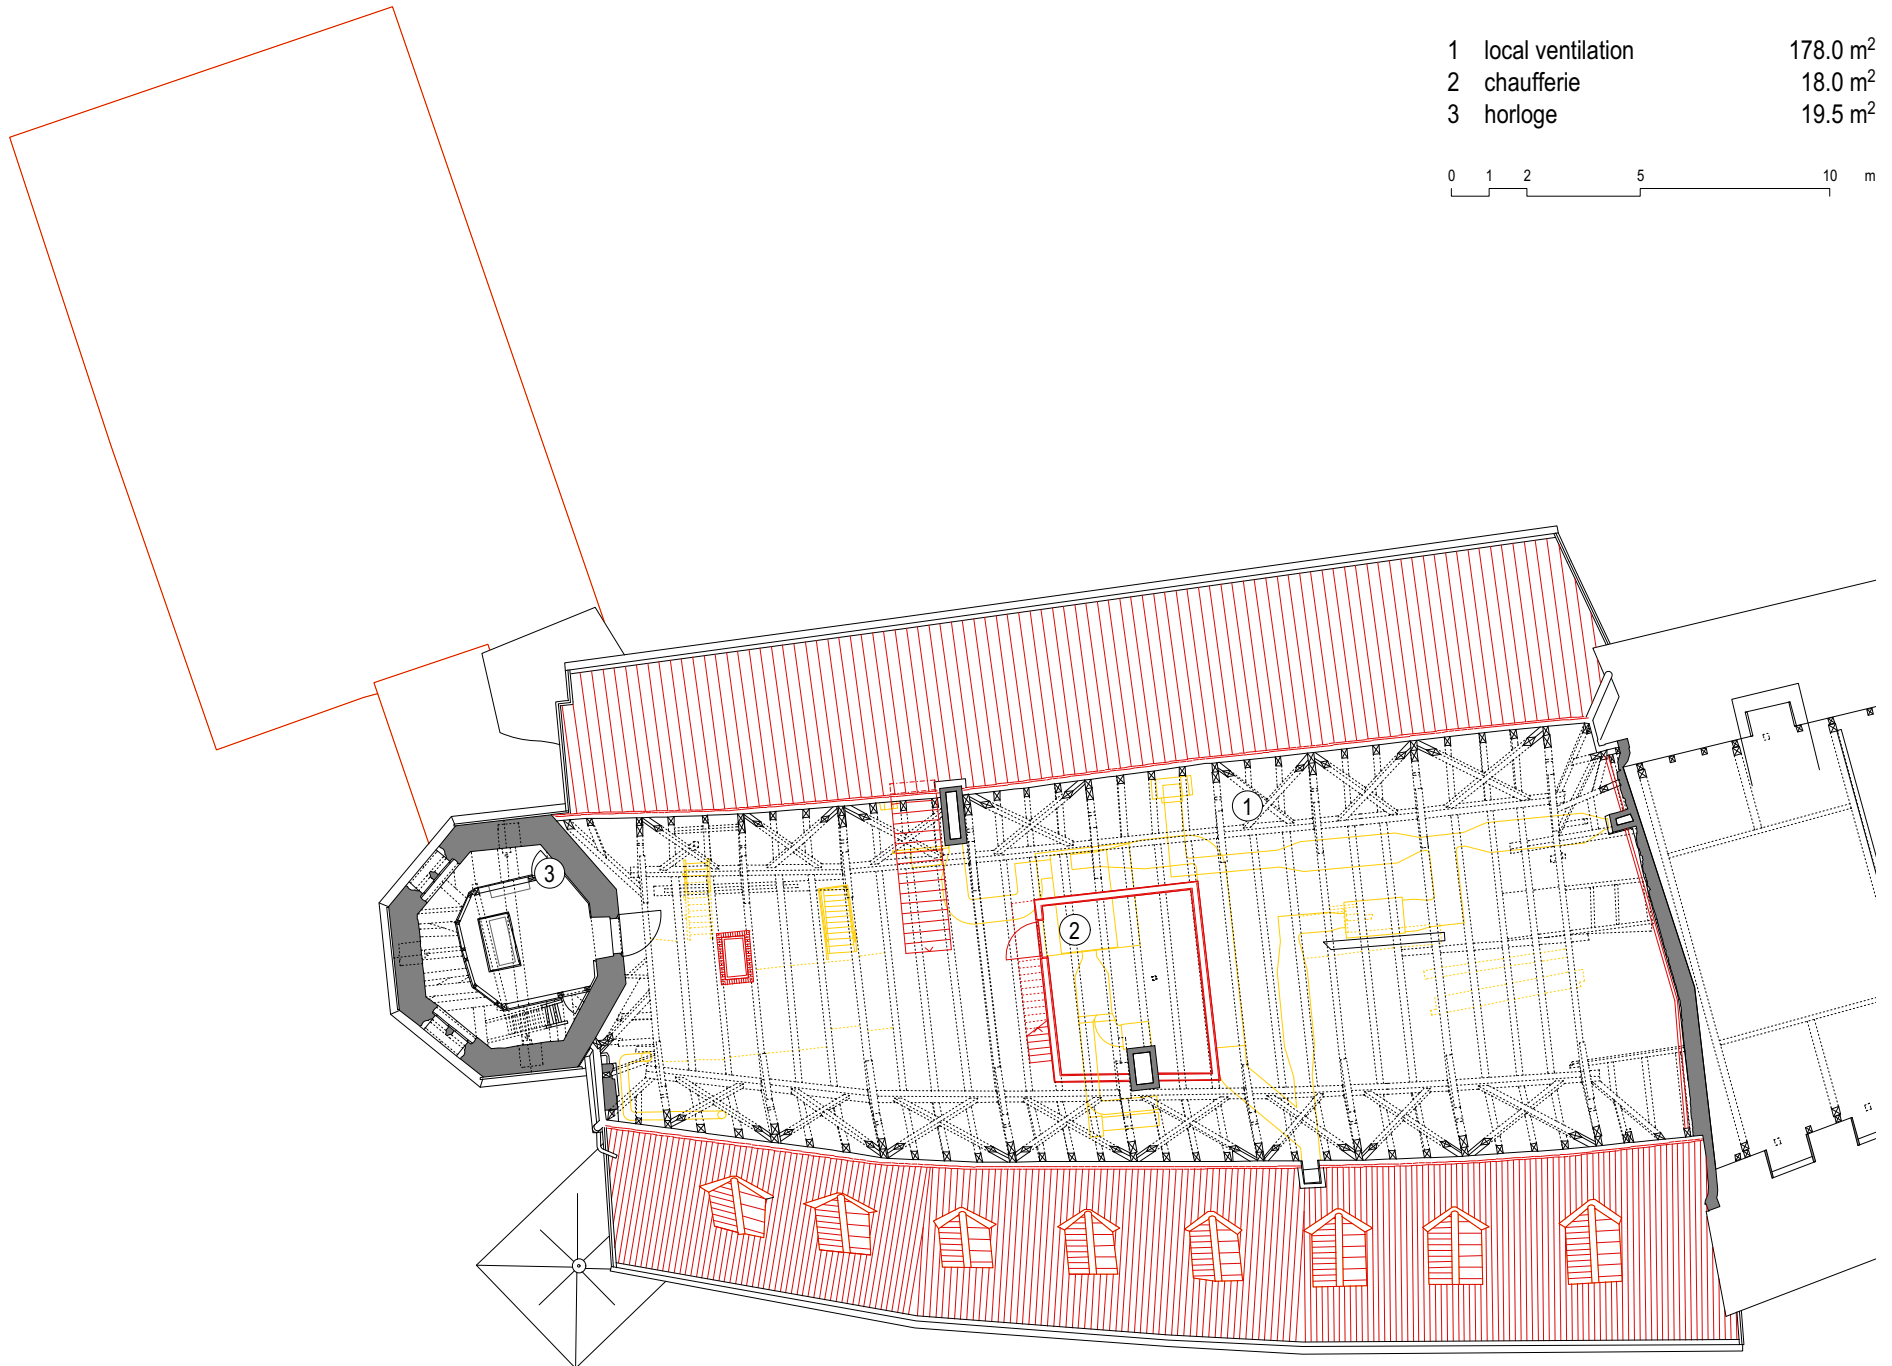 1 local ventilation 178.0 m²
2 chaufferie 18.0 m²
3 horloge 19.5 m²
0 1 2 5 10 m
1
3
2